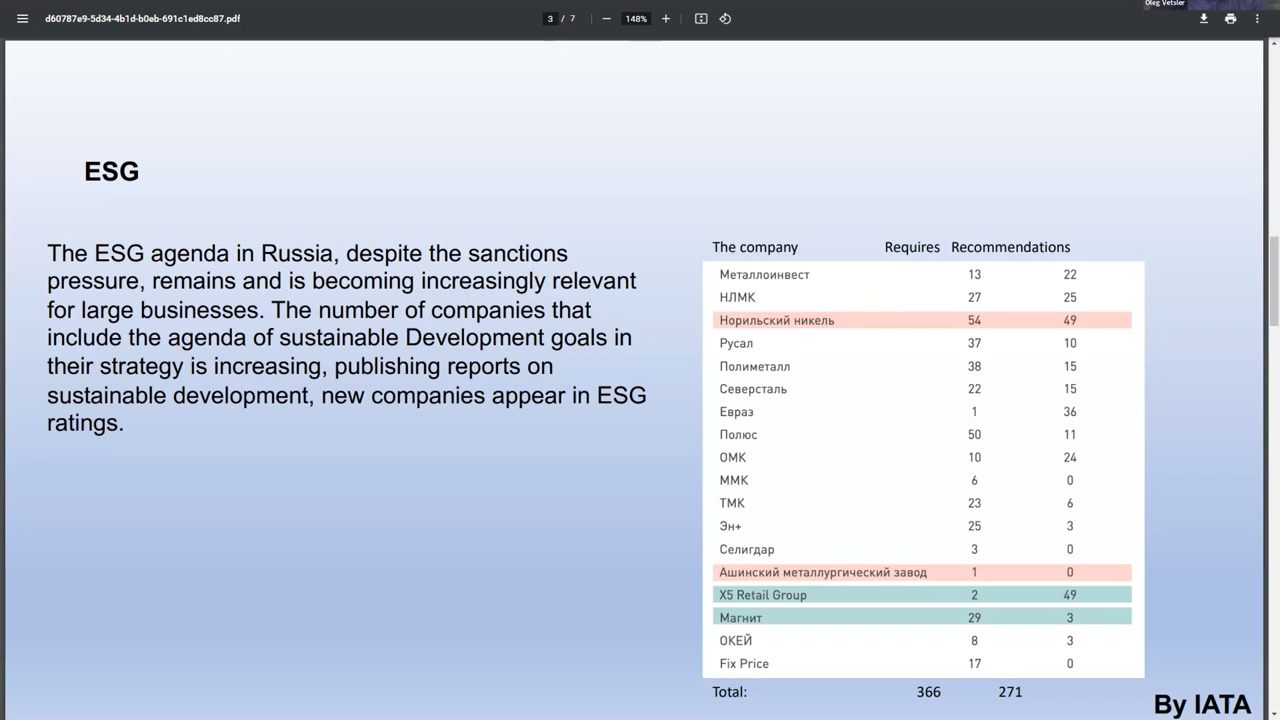 Oleg Vetsler
d60787e9-5d34-4b1d-b0eb-691c1ed8cc87.pdf
3 / 7
148%
ESG
The ESG agenda in Russia, despite the sanctions
pressure, remains and is becoming increasingly relevant
for large businesses. The number of companies that
include the agenda of sustainable Development goals in
their strategy is increasing, publishing reports on
sustainable development, new companies appear in ESG
ratings.
The company Requires Recommendations
Металлоинвест 13 22
НЛМК 27 25
Норильский никель 54 49
Русал 37 10
Полиметалл 38 15
Северсталь 22 15
Евраз 1 36
Полюс 50 11
ОМК 10 24
ММК 6 0
ТМК 23 6
Эн+ 25 3
Селигдар 3 0
Ашинский металлургический завод 1 0
X5 Retail Group 2 49
Магнит 29 3
ОКЕЙ 8 3
Fix Price 17 0
Total: 366 271
By IATA